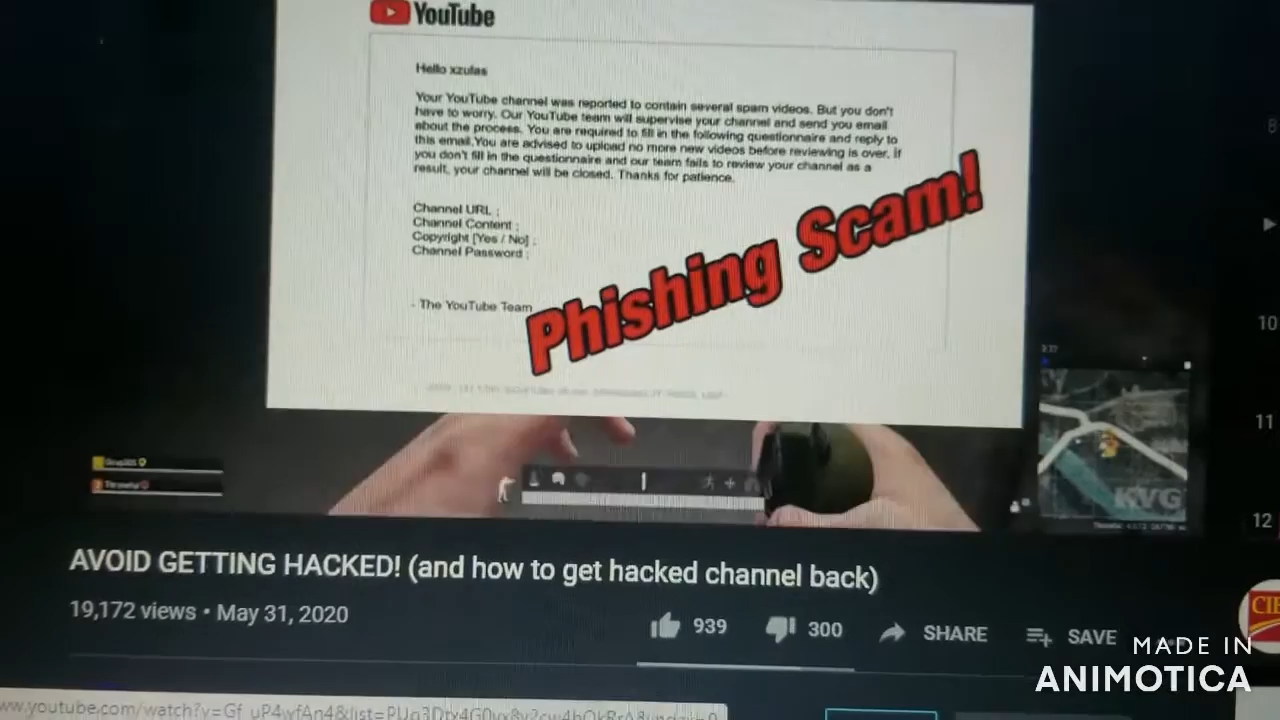 YouTube
Hello xzulas
Your YouTube channel was reported to contain several spam videos. But you don't
have to worry. Our YouTube team will supervise your channel and send you email
about the process. You are required to fill in the following questionnaire and reply to
this email.You are advised to upload no more new videos before reviewing is over. If
you don't fill in the questionnaire and our team fails to review your channel as a
result, your channel will be closed. Thanks for patience.
Channel URL :
Channel Content :
Copyright [Yes / No] :
Channel Password :
- The YouTube Team
Phishing Scam!
KVG
10
11
12
AVOID GETTING HACKED! (and how to get hacked channel back)
19,172 views • May 31, 2020
939
300
SHARE
SAVE
MADE IN
ANIMOTICA